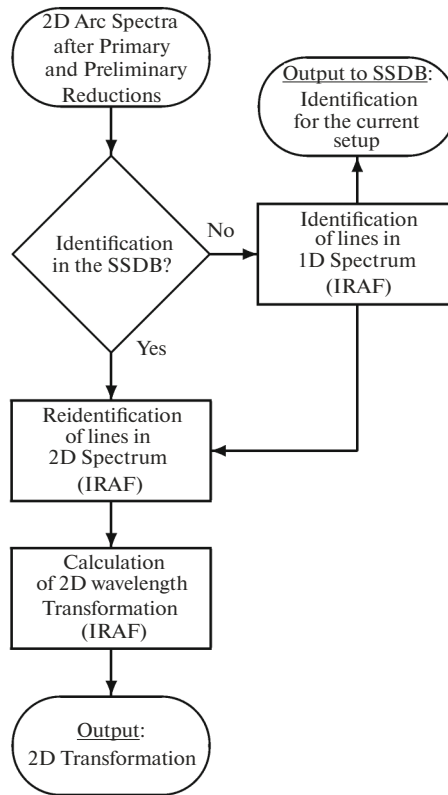 2D Arc Spectra
after Primary
and Preliminary
Reductions
Output to SSDB:
Identification
for the current
setup
Identification
in the SSDB?
No
Identification
of lines in
1D Spectrum
(IRAF)
Yes
Reidentification
of lines in
2D Spectrum
(IRAF)
Calculation
of 2D wavelength
Transformation
(IRAF)
Output:
2D Transformation